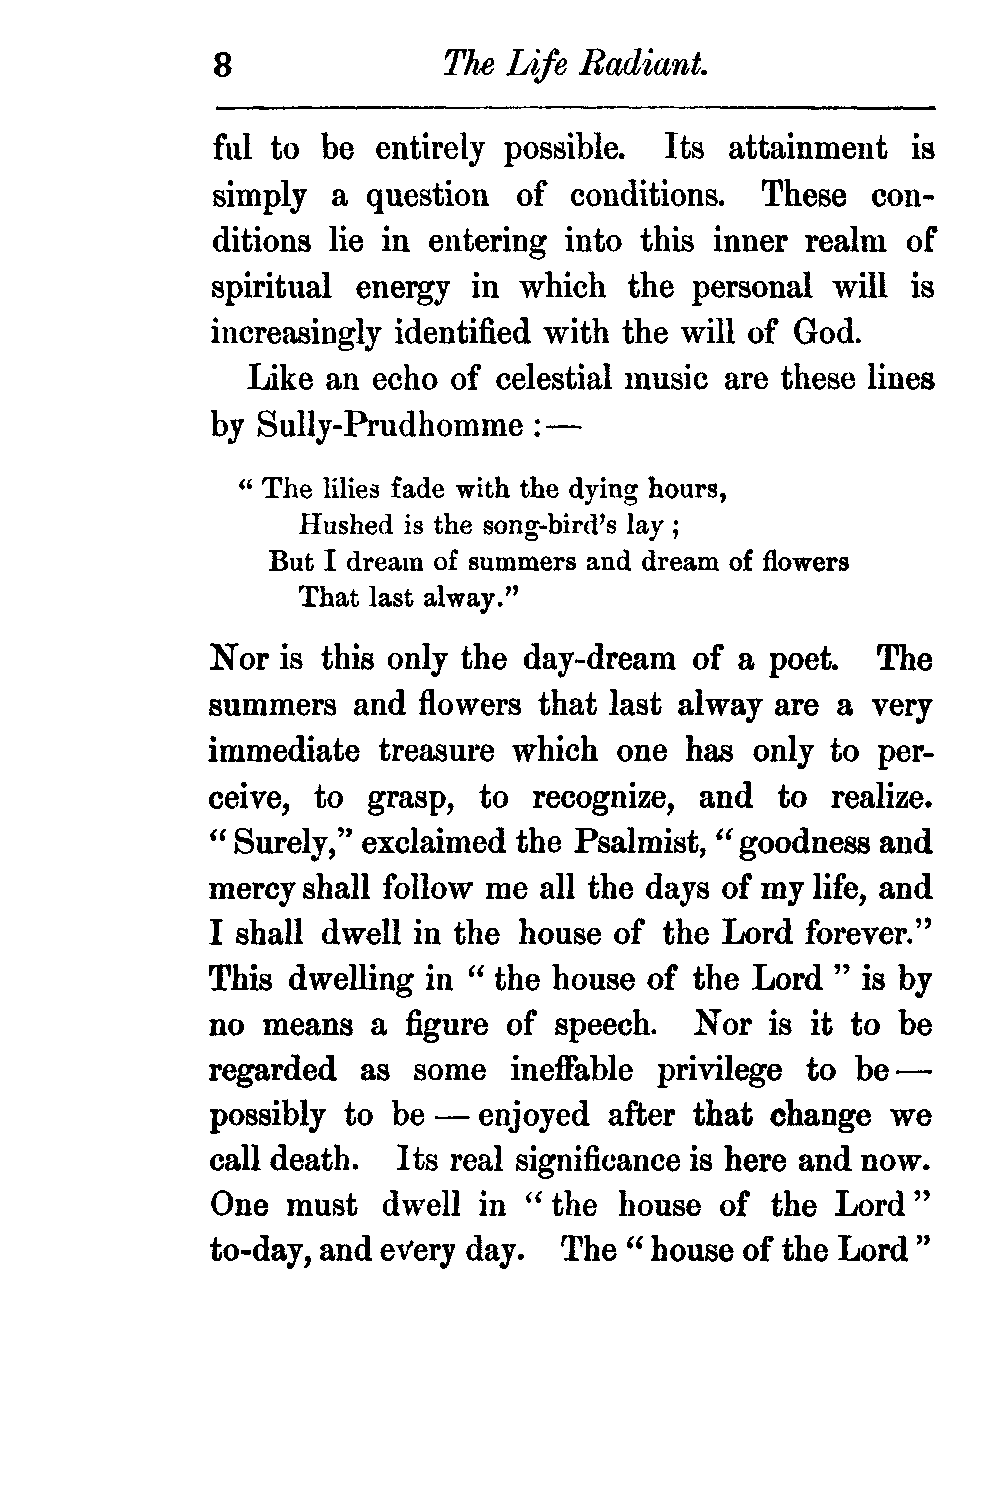 8 The Life Radiant.
ful to be entirely possible. Its attainment is
simply a question of conditions. These con-
ditions lie in entering into this inner realm of
spiritual energy in which the personal will is
increasingly identified with the will of God.
Like an echo of celestial music are these lines
by Sully-Prudhomme :—
“ The lilies fade with the dying hours,
Hushed is the song-bird’s lay ;
But I dream of summers and dream of flowers
That last alway.”
Nor is this only the day-dream of a poet. The
summers and flowers that last alway are a very
immediate treasure which one has only to per-
ceive, to grasp, to recognize, and to realize.
“ Surely,” exclaimed the Psalmist, “ goodness and
mercy shall follow me all the days of my life, and
I shall dwell in the house of the Lord forever.”
This dwelling in “ the house of the Lord ” is by
no means a figure of speech. Nor is it to be
regarded as some ineffable privilege to be —
possibly to be — enjoyed after that change we
call death. Its real significance is here and now.
One must dwell in “ the house of the Lord ”
to-day, and every day. The “ house of the Lord ”